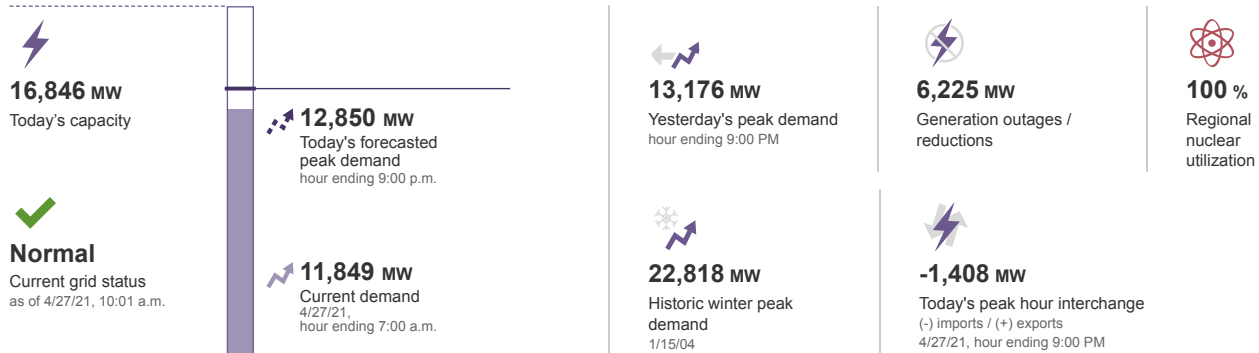 16,846 MW
Today's capacity
Normal
Current grid status
as of 4/27/21, 10:01 a.m.
12,850 MW
Today's forecasted
peak demand
hour ending 9:00 p.m.
11,849 MW
Current demand
4/27/21,
hour ending 7:00 a.m.
13,176 MW
Yesterday's peak demand
hour ending 9:00 PM
6,225 MW
Generation outages /
reductions
100 %
Regional
nuclear
utilization
22,818 MW
Historic winter peak
demand
1/15/04
-1,408 MW
Today's peak hour interchange
(-) imports / (+) exports
4/27/21, hour ending 9:00 PM